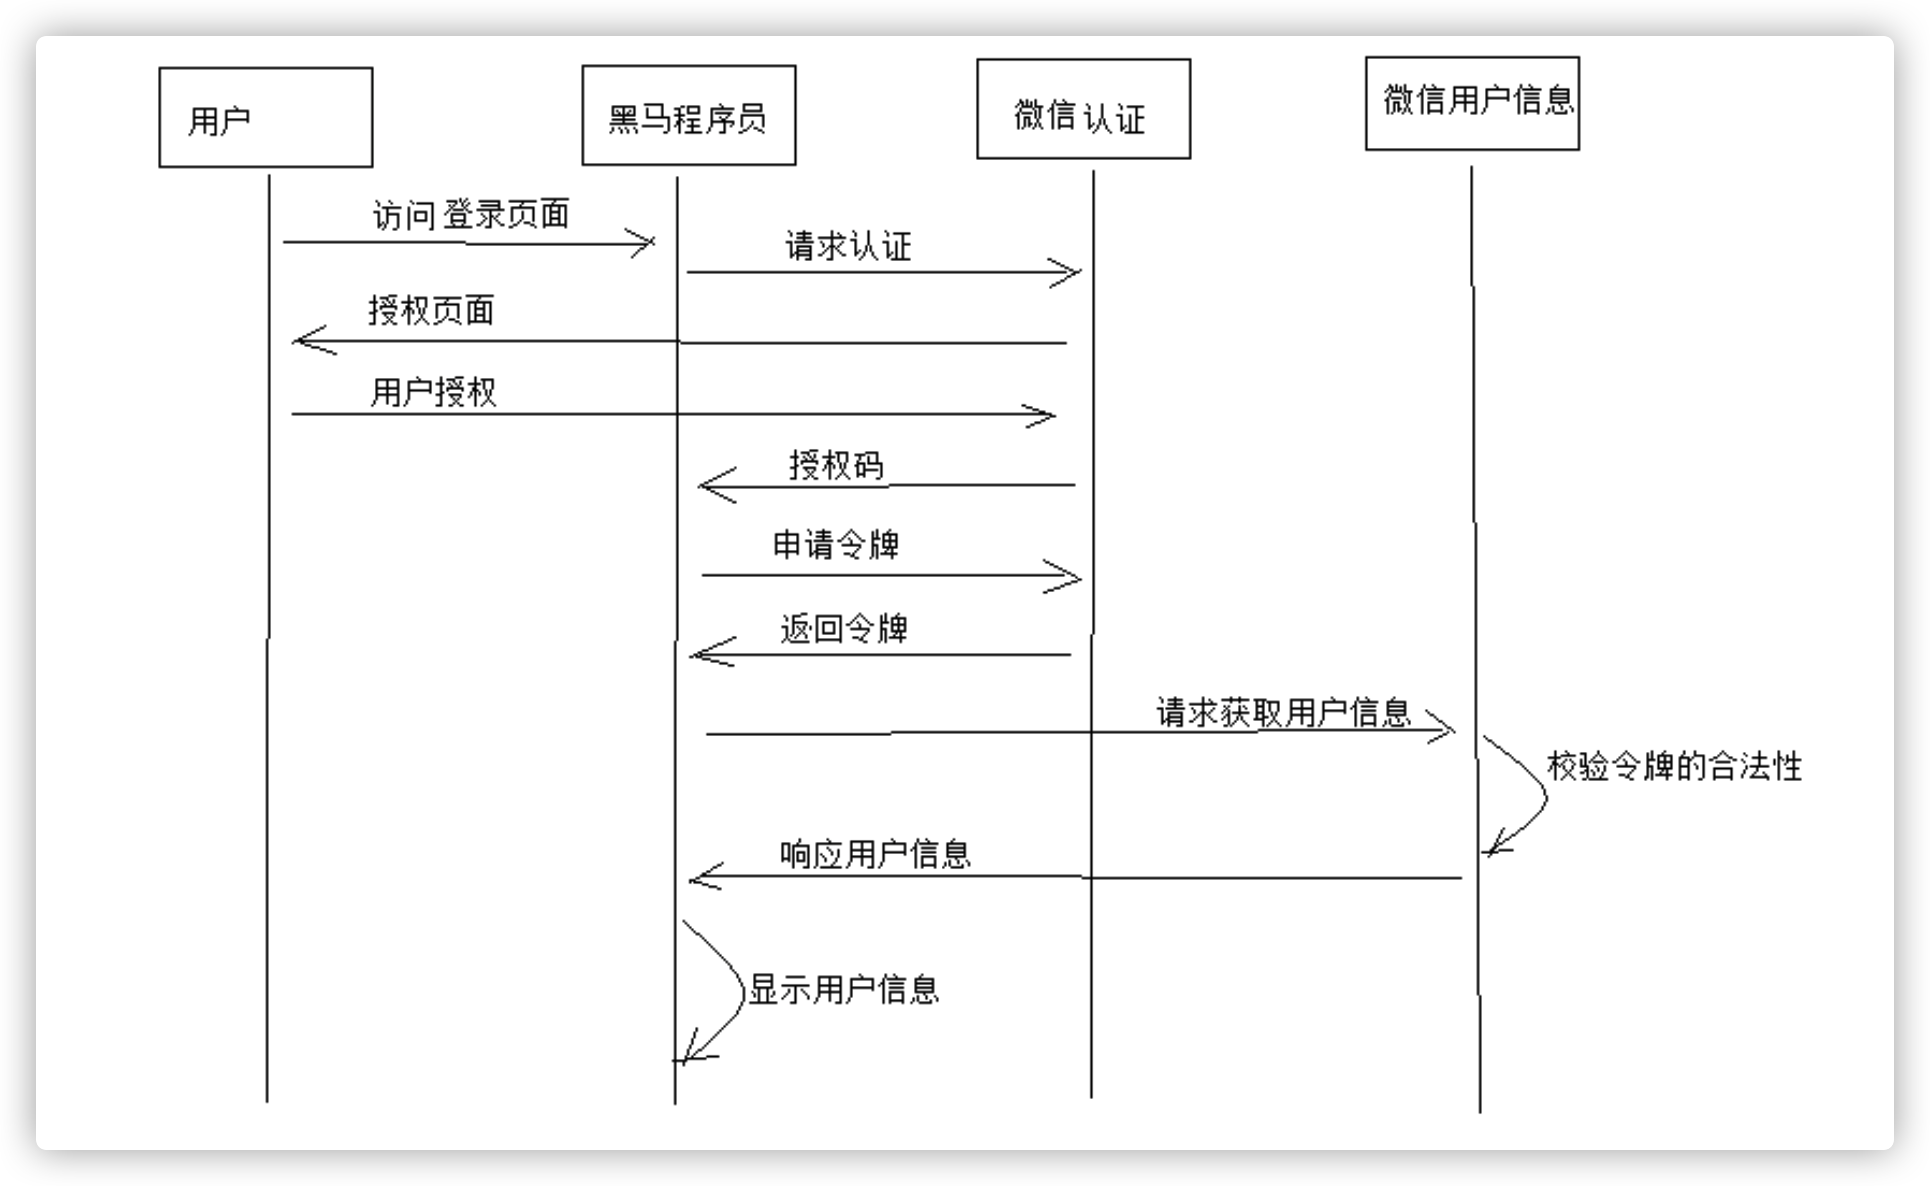 用户
黑马程序员
微信认证
微信用户信息
访问登录页面
请求认证
授权页面
用户授权
授权码
申请令牌
返回令牌
请求获取用户信息
校验令牌的合法性
响应用户信息
显示用户信息